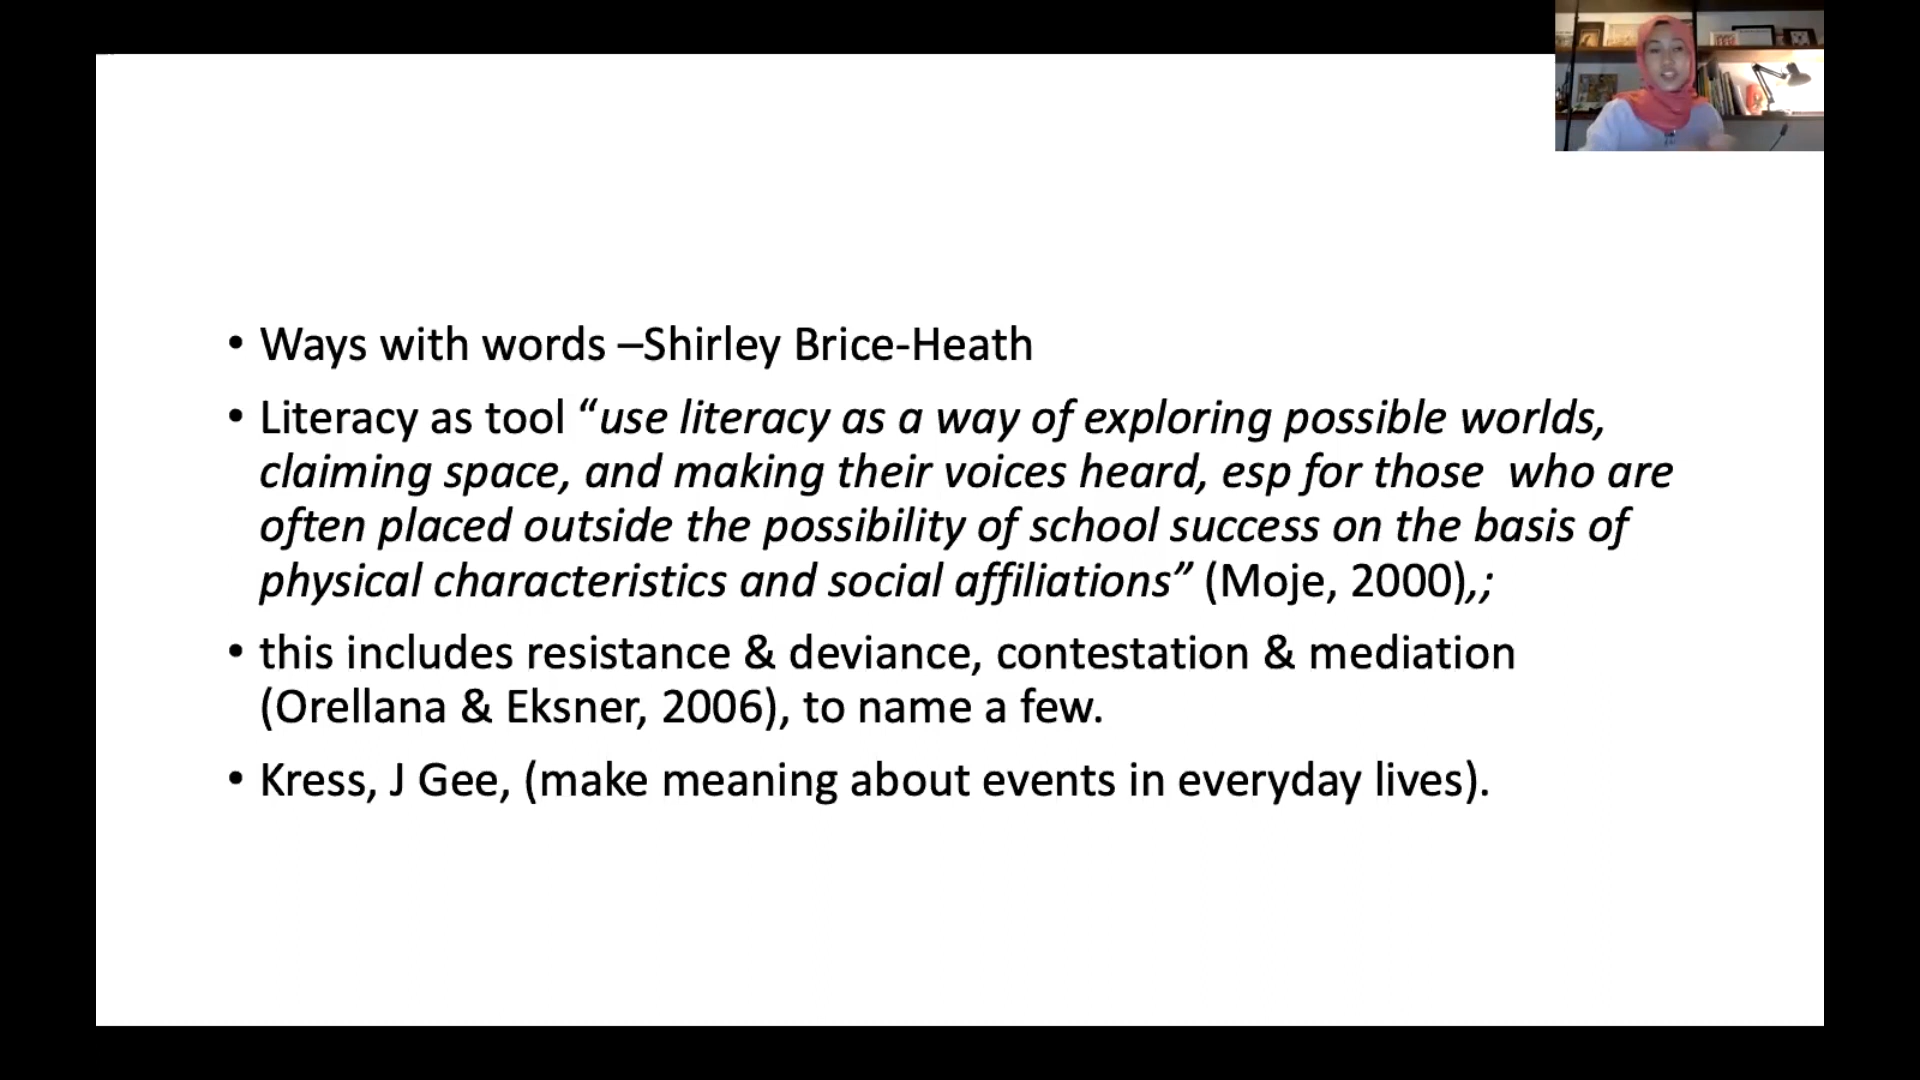 • Ways with words –Shirley Brice-Heath
• Literacy as tool “use literacy as a way of exploring possible worlds,
claiming space, and making their voices heard, esp for those  who are
often placed outside the possibility of school success on the basis of
physical characteristics and social affiliations” (Moje, 2000),;
• this includes resistance & deviance, contestation & mediation
(Orellana & Eksner, 2006), to name a few.
• Kress, J Gee, (make meaning about events in everyday lives).